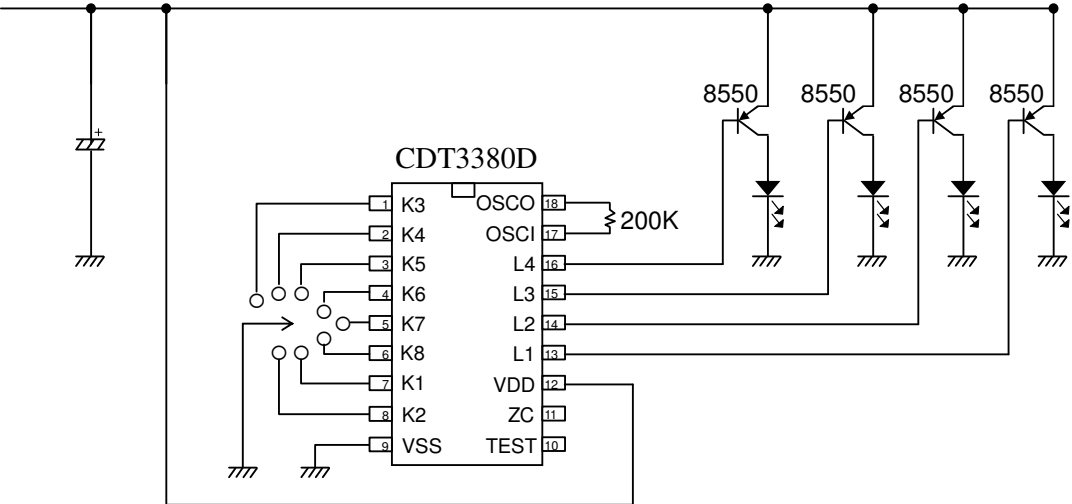 8550 8550 8550 8550
+
CDT3380D
1 K3 OSCO 18
200K
2 K4 OSCI 17
3 K5 L4 16
4 K6 L3 15
5 K7 L2 14
6 K8 L1 13
7 K1 VDD 12
8 K2 ZC 11
9 VSS TEST 10